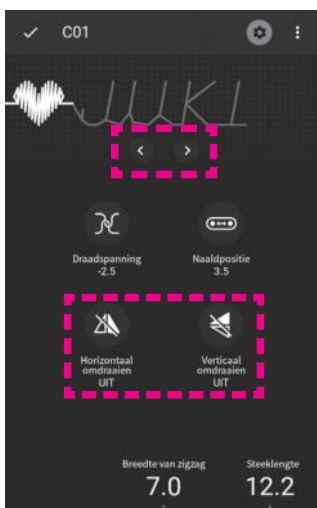 C01
JUKI
Draadspanning
-2.5
Naaldpositie
3.5
Horizontaal
omdraaien
UIT
Verticaal
omdraaien
UIT
Breedte van zigzag
7.0
Steeklengte
12.2